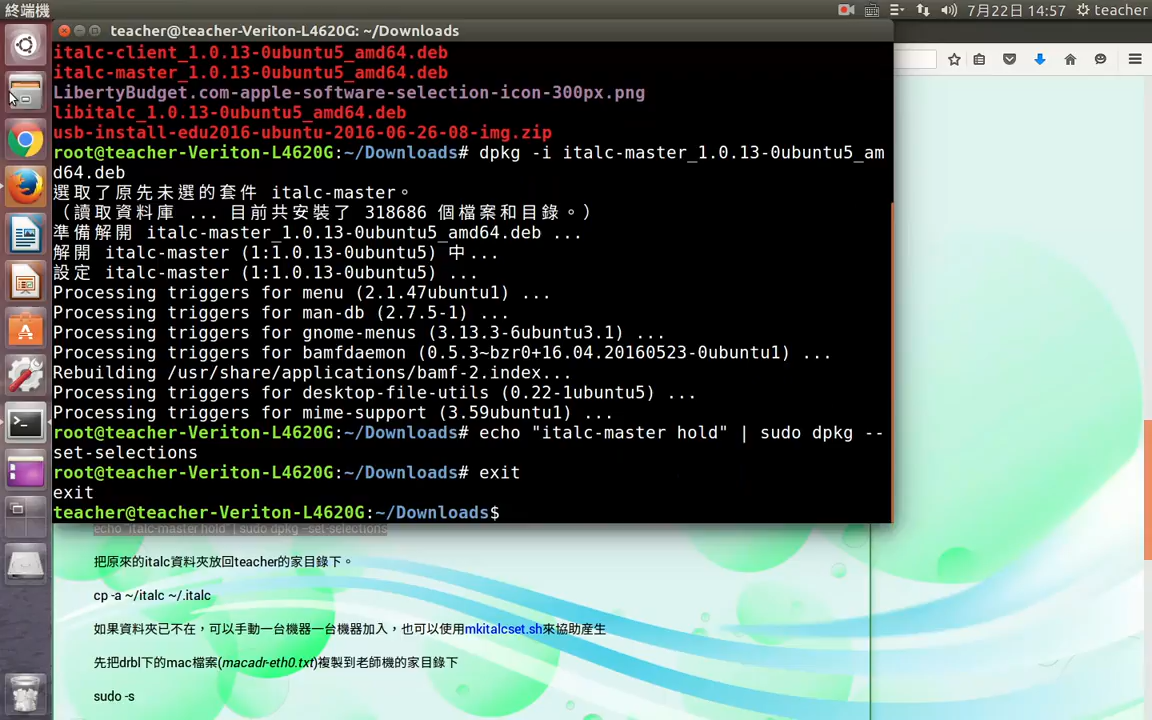 終端機
7月22日 14:57 teacher
teacher@teacher-Veriton-L4620G: ~/Downloads
italc-client_1.0.13-0ubuntu5_amd64.deb
italc-master_1.0.13-0ubuntu5_amd64.deb
LibertyBudget.com-apple-software-selection-icon-300px.png
libitalc_1.0.13-0ubuntu5_amd64.deb
usb-install-edu2016-ubuntu-2016-06-26-08-img.zip
root@teacher-Veriton-L4620G:~/Downloads# dpkg -i italc-master_1.0.13-0ubuntu5_am
d64.deb
選取了原先未選的套件 italc-master。
（讀取資料庫 ... 目前共安裝了 318686 個檔案和目錄。）
準備解開 italc-master_1.0.13-0ubuntu5_amd64.deb ...
解開 italc-master (1:1.0.13-0ubuntu5) 中...
設定 italc-master (1:1.0.13-0ubuntu5) ...
Processing triggers for menu (2.1.47ubuntu1) ...
Processing triggers for man-db (2.7.5-1) ...
Processing triggers for gnome-menus (3.13.3-6ubuntu3.1) ...
Processing triggers for bamfdaemon (0.5.3~bzr0+16.04.20160523-0ubuntu1) ...
Rebuilding /usr/share/applications/bamf-2.index...
Processing triggers for desktop-file-utils (0.22-1ubuntu5) ...
Processing triggers for mime-support (3.59ubuntu1) ...
root@teacher-Veriton-L4620G:~/Downloads# echo "italc-master hold" | sudo dpkg --
set-selections
root@teacher-Veriton-L4620G:~/Downloads# exit
exit
teacher@teacher-Veriton-L4620G:~/Downloads$
echo "italc-master hold" | sudo dpkg --set-selections
把原來的italc資料夾放回teacher的家目錄下。
cp -a ~/italc ~/.italc
如果資料夾已不在，可以手動一台機器一台機器加入，也可以使用mkitalcset.sh來協助產生
先把drbl下的mac檔案(macadr-eth0.txt)複製到老師機的家目錄下
sudo -s